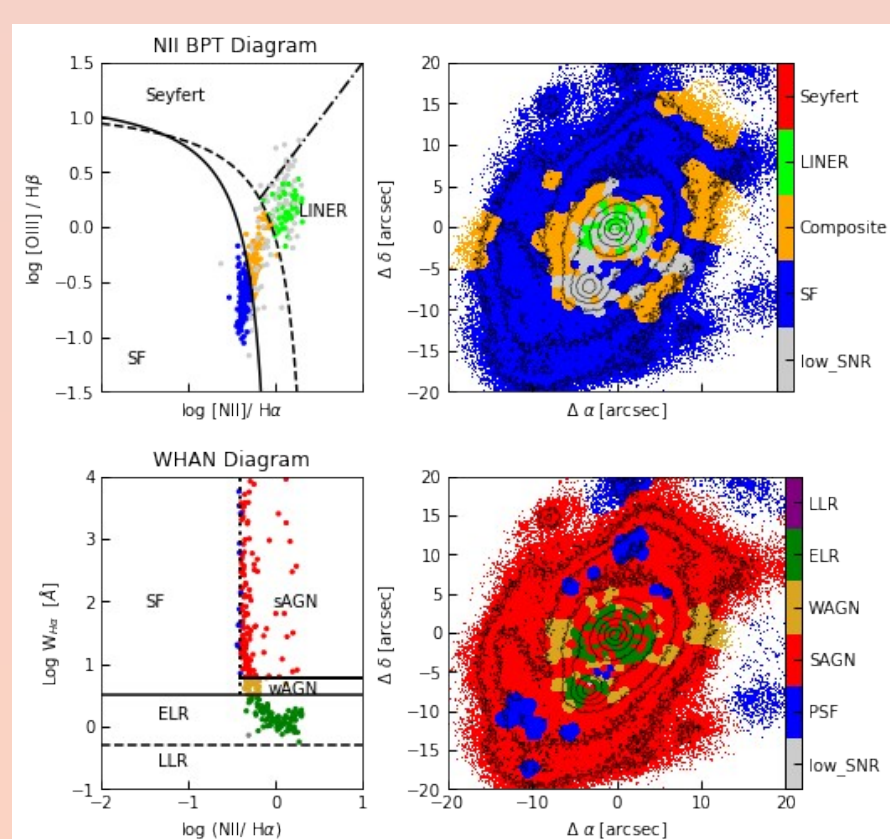 NII BPT Diagram
1.5
1.0
0.5
0.0
−0.5
−1.0
−1.5
log [OIII] / Hβ
Seyfert
LINER
SF
log [NII]/ Hα
20
15
10
5
0
−5
−10
−15
−20
Δ δ [arcsec]
Δ α [arcsec]
Seyfert
LINER
Composite
SF
low_SNR
WHAN Diagram
4
3
2
1
0
−1
Log W_Hα [Å]
SF
sAGN
wAGN
ELR
LLR
−2
−1
0
1
log (NII/ Hα)
20
15
10
5
0
−5
−10
−15
−20
Δ δ [arcsec]
−10
0
10
20
Δ α [arcsec]
LLR
ELR
WAGN
SAGN
PSF
low_SNR